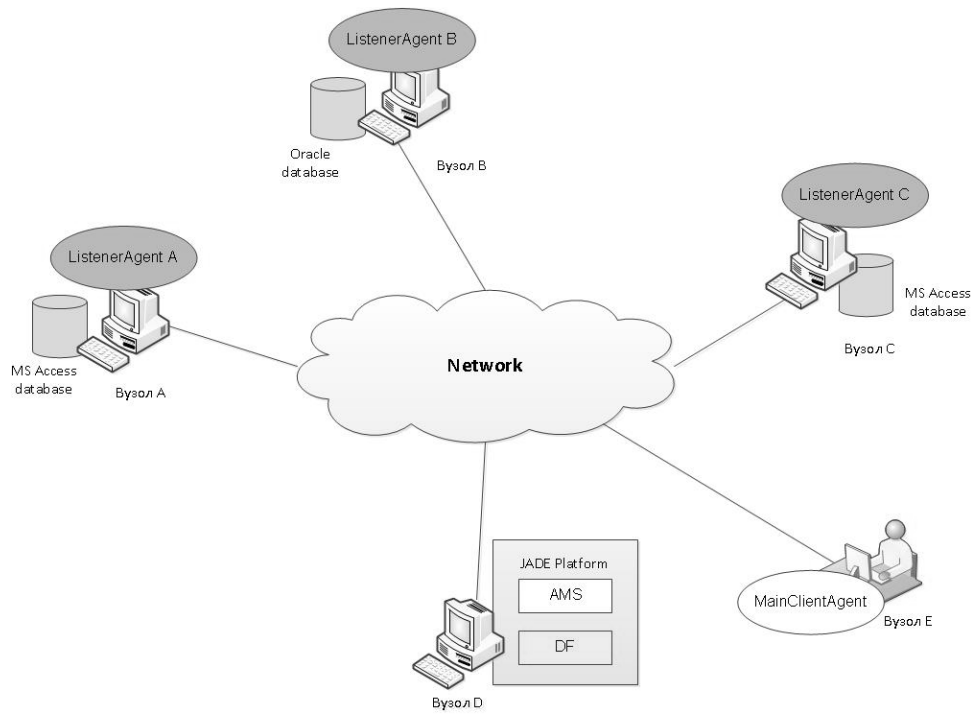 ListenerAgent B
Oracle
database
Вузол B
ListenerAgent C
MS Access
database
Вузол C
ListenerAgent A
MS Access
database
Вузол A
Network
JADE Platform
AMS
DF
Вузол D
MainClientAgent
Вузол E